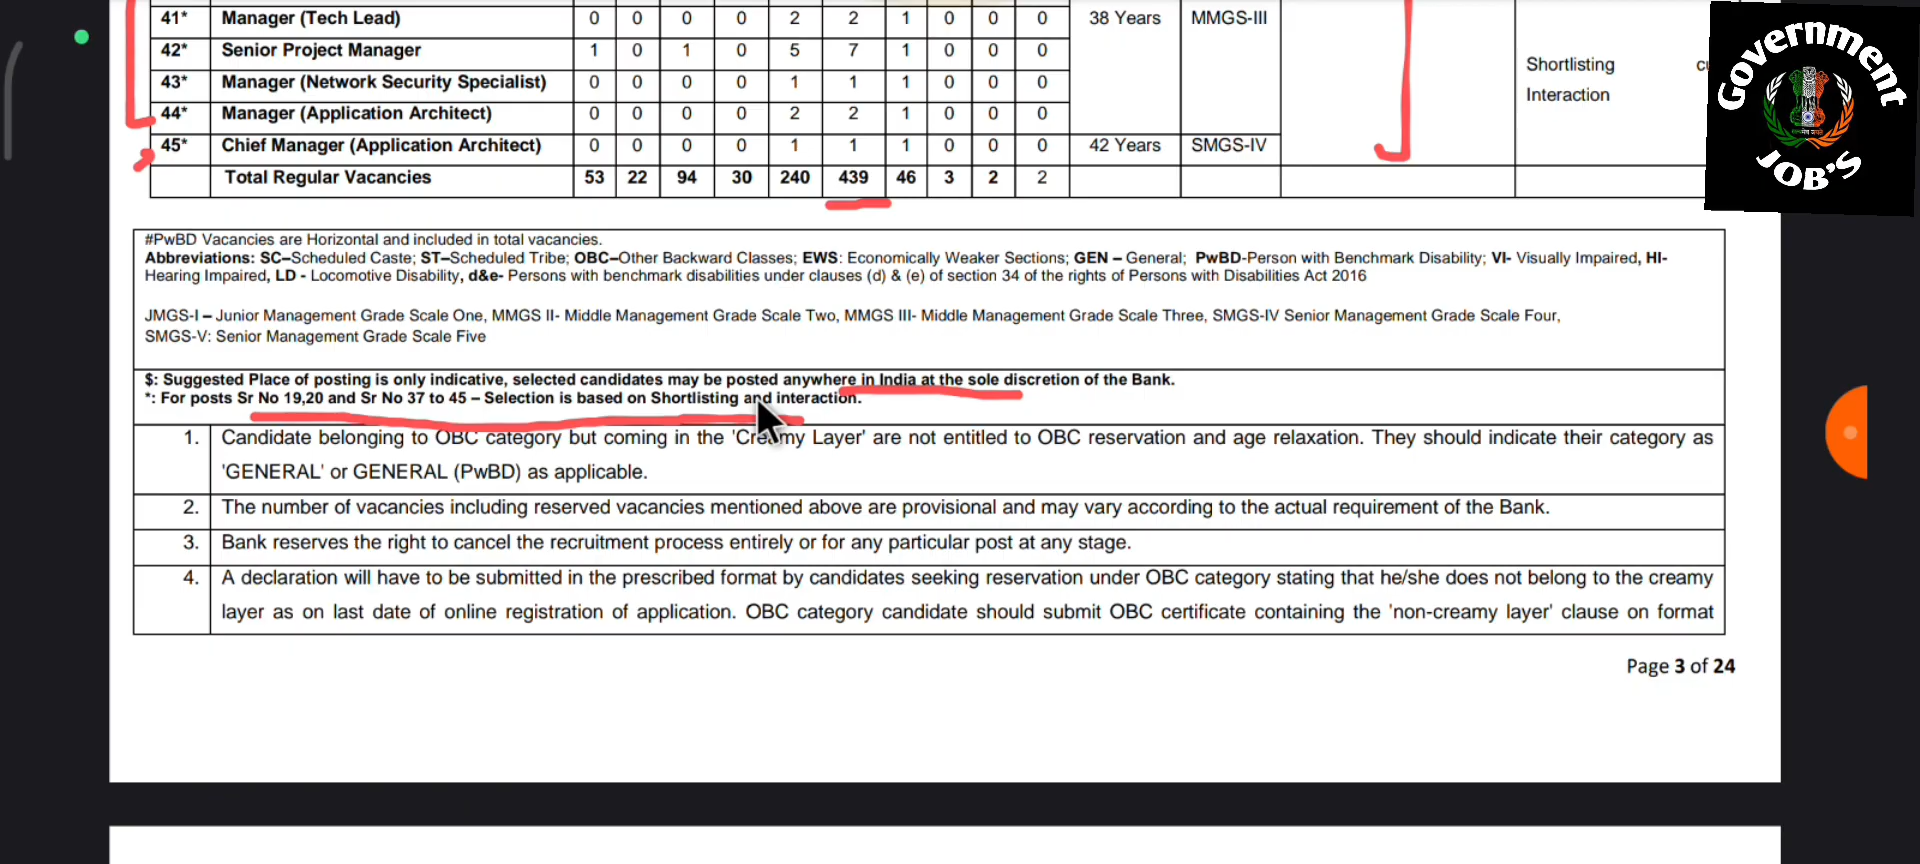 41* Manager (Tech Lead) 0 0 0 0 2 2 1 0 0 0 38 Years MMGS-III
42* Senior Project Manager 1 0 1 0 5 7 1 0 0 0
43* Manager (Network Security Specialist) 0 0 0 0 1 1 1 0 0 0
Shortlisting
Interaction
44* Manager (Application Architect) 0 0 0 0 2 2 1 0 0 0
45* Chief Manager (Application Architect) 0 0 0 0 1 1 1 0 0 0 42 Years SMGS-IV
Total Regular Vacancies 53 22 94 30 240 439 46 3 2 2
Government
JOB'S
#PwBD Vacancies are Horizontal and included in total vacancies.
Abbreviations: SC–Scheduled Caste; ST–Scheduled Tribe; OBC–Other Backward Classes; EWS: Economically Weaker Sections; GEN – General; PwBD-Person with Benchmark Disability; VI- Visually Impaired, HI-
Hearing Impaired, LD - Locomotive Disability, d&e- Persons with benchmark disabilities under clauses (d) & (e) of section 34 of the rights of Persons with Disabilities Act 2016
JMGS-I – Junior Management Grade Scale One, MMGS II- Middle Management Grade Scale Two, MMGS III- Middle Management Grade Scale Three, SMGS-IV Senior Management Grade Scale Four,
SMGS-V: Senior Management Grade Scale Five
$: Suggested Place of posting is only indicative, selected candidates may be posted anywhere in India at the sole discretion of the Bank.
*: For posts Sr No 19,20 and Sr No 37 to 45 – Selection is based on Shortlisting and interaction.
1. Candidate belonging to OBC category but coming in the 'Creamy Layer' are not entitled to OBC reservation and age relaxation. They should indicate their category as
'GENERAL' or GENERAL (PwBD) as applicable.
2. The number of vacancies including reserved vacancies mentioned above are provisional and may vary according to the actual requirement of the Bank.
3. Bank reserves the right to cancel the recruitment process entirely or for any particular post at any stage.
4. A declaration will have to be submitted in the prescribed format by candidates seeking reservation under OBC category stating that he/she does not belong to the creamy
layer as on last date of online registration of application. OBC category candidate should submit OBC certificate containing the 'non-creamy layer' clause on format
Page 3 of 24